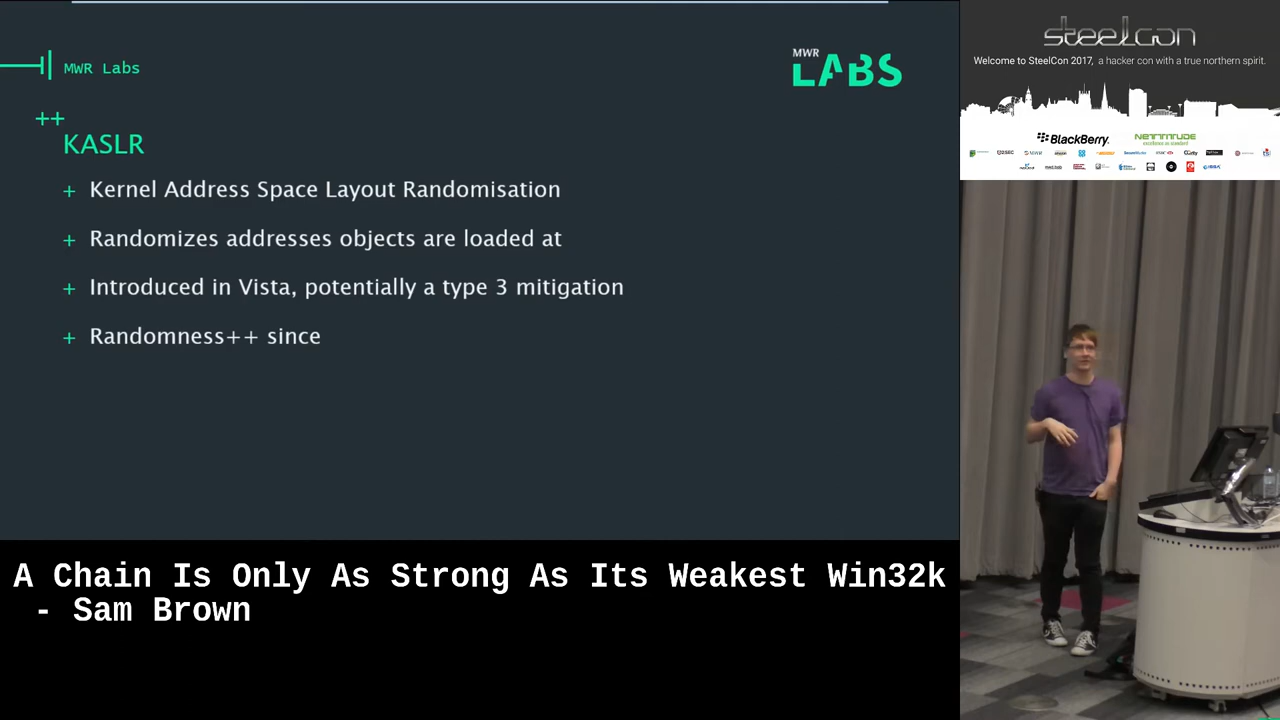 MWR Labs
MWR
LABS
++
KASLR
+ Kernel Address Space Layout Randomisation
+ Randomizes addresses objects are loaded at
+ Introduced in Vista, potentially a type 3 mitigation
+ Randomness++ since
A Chain Is Only As Strong As Its Weakest Win32k
- Sam Brown
steelcon
Welcome to SteelCon 2017, a hacker con with a true northern spirit.
BlackBerry
NETTITUDE